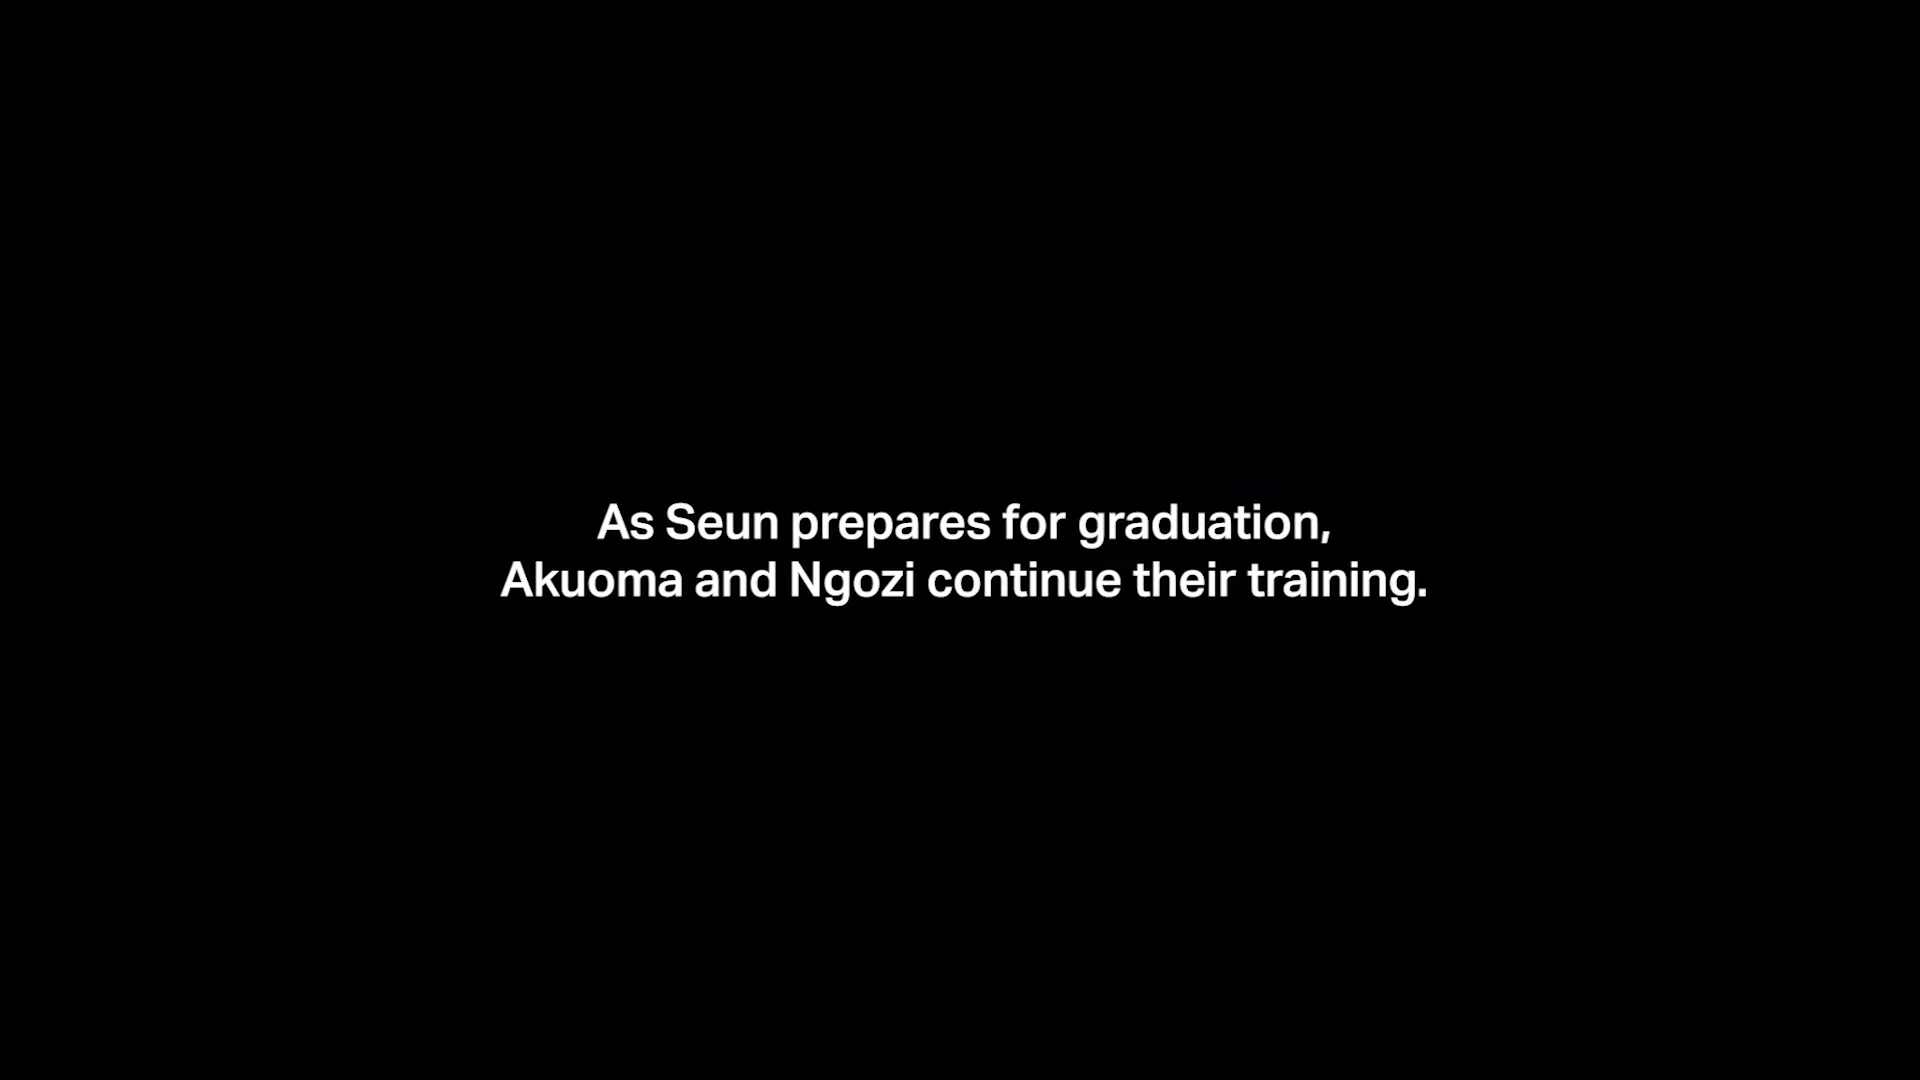 As Seun prepares for graduation,
Akuoma and Ngozi continue their training.